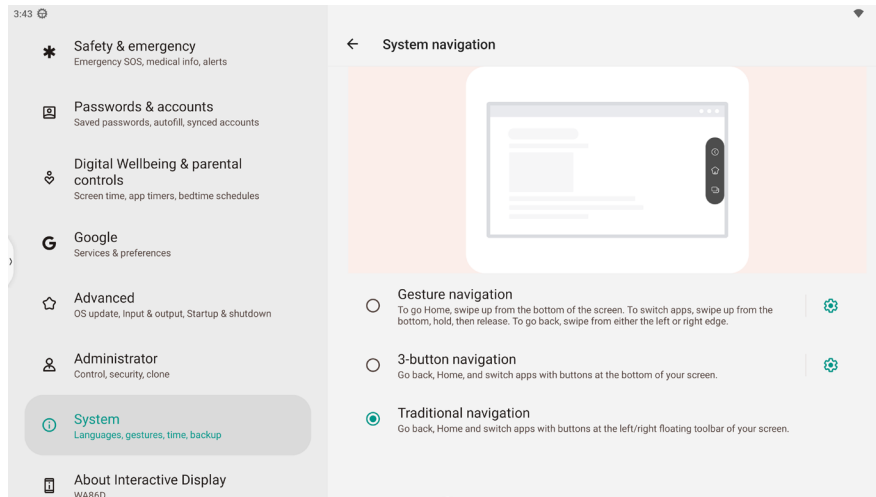 3:43
Safety & emergency
Emergency SOS, medical info, alerts
Passwords & accounts
Saved passwords, autofill, synced accounts
Digital Wellbeing & parental
controls
Screen time, app timers, bedtime schedules
Google
Services & preferences
Advanced
OS update, Input & output, Startup & shutdown
Administrator
Control, security, clone
System
Languages, gestures, time, backup
About Interactive Display
WA86D
System navigation
Gesture navigation
To go Home, swipe up from the bottom of the screen. To switch apps, swipe up from the
bottom, hold, then release. To go back, swipe from either the left or right edge.
3-button navigation
Go back, Home, and switch apps with buttons at the bottom of your screen.
Traditional navigation
Go back, Home and switch apps with buttons at the left/right floating toolbar of your screen.